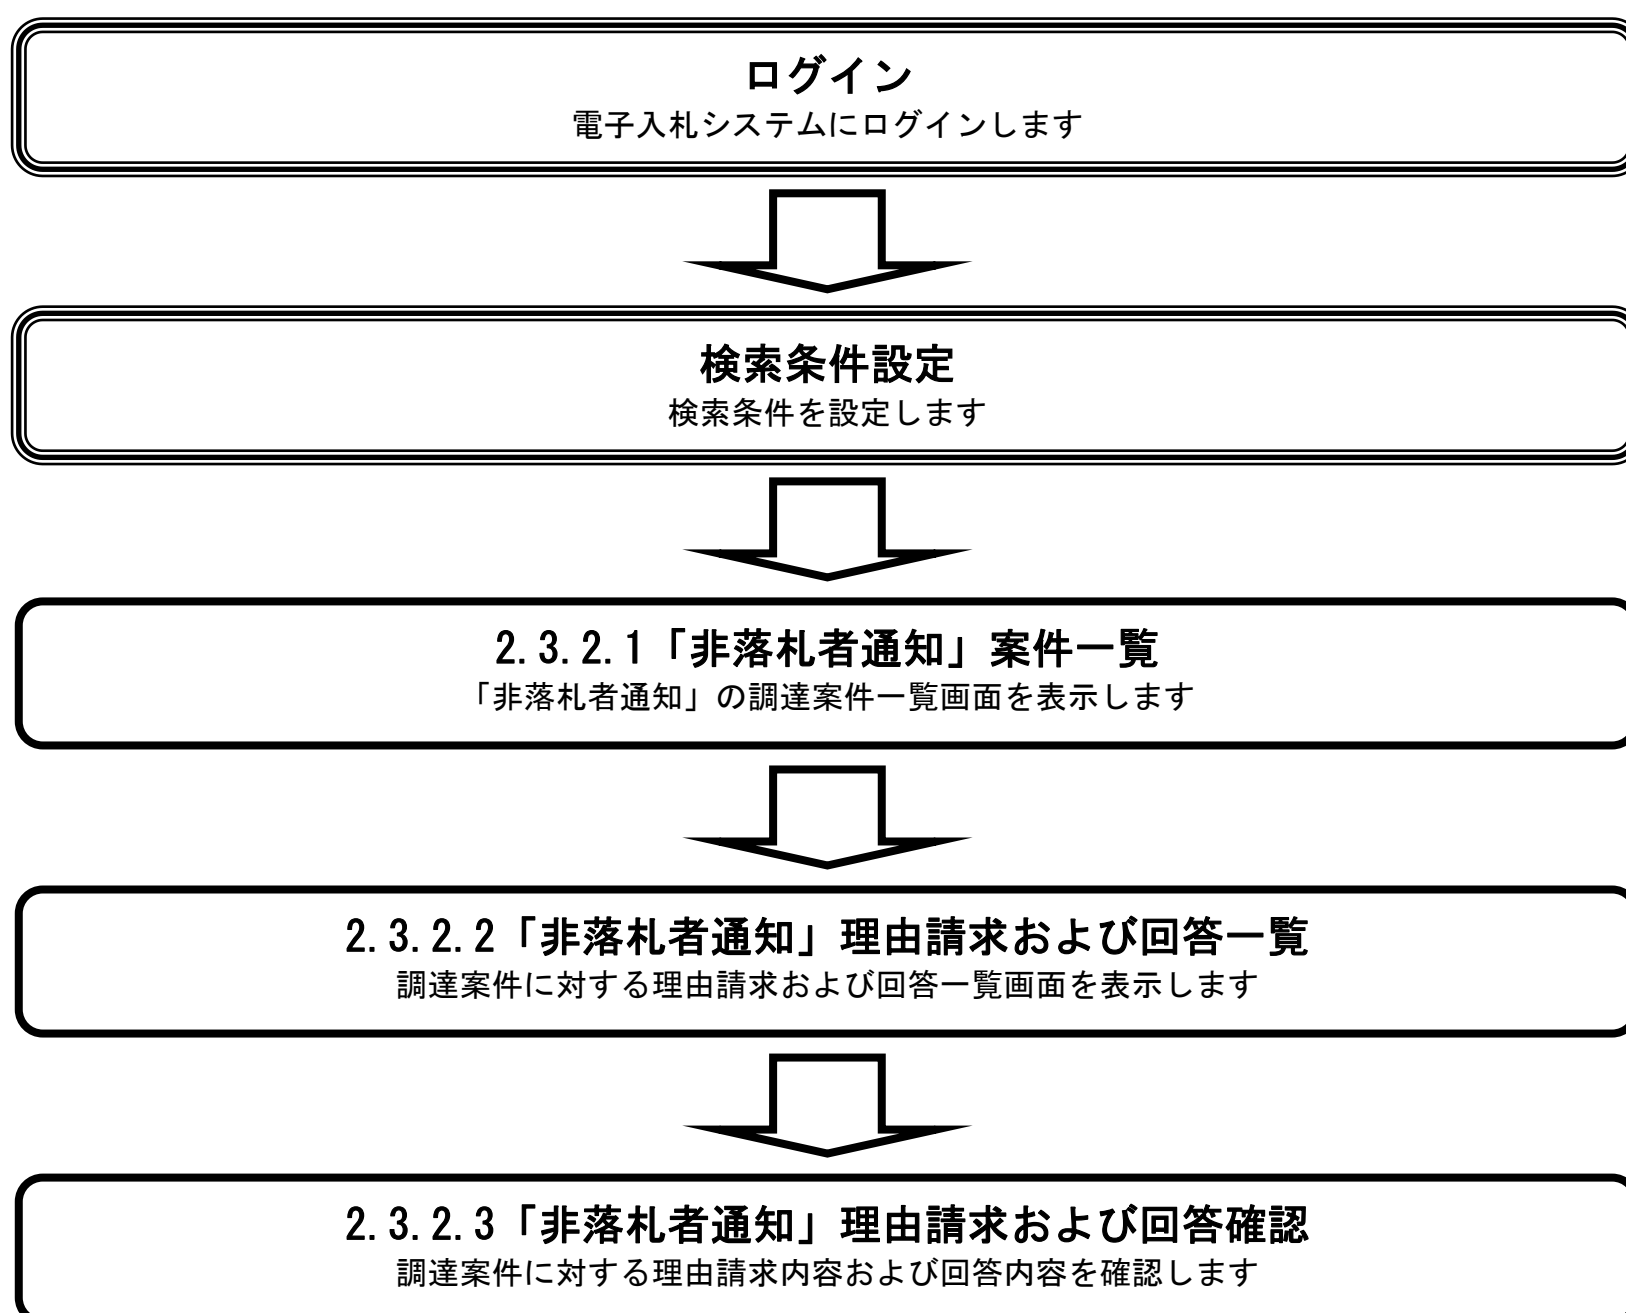 ログイン
電子入札システムにログインします
検索条件設定
検索条件を設定します
2.3.2.1「非落札者通知」案件一覧
「非落札者通知」の調達案件一覧画面を表示します
2.3.2.2「非落札者通知」理由請求および回答一覧
調達案件に対する理由請求および回答一覧画面を表示します
2.3.2.3「非落札者通知」理由請求および回答確認
調達案件に対する理由請求内容および回答内容を確認します